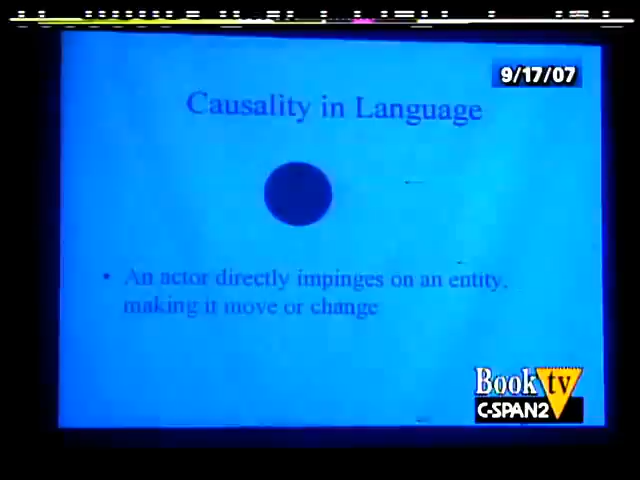 9/17/07
Causality in Language
• An actor directly impinges on an entity,
making it move or change
Book tv
C-SPAN2